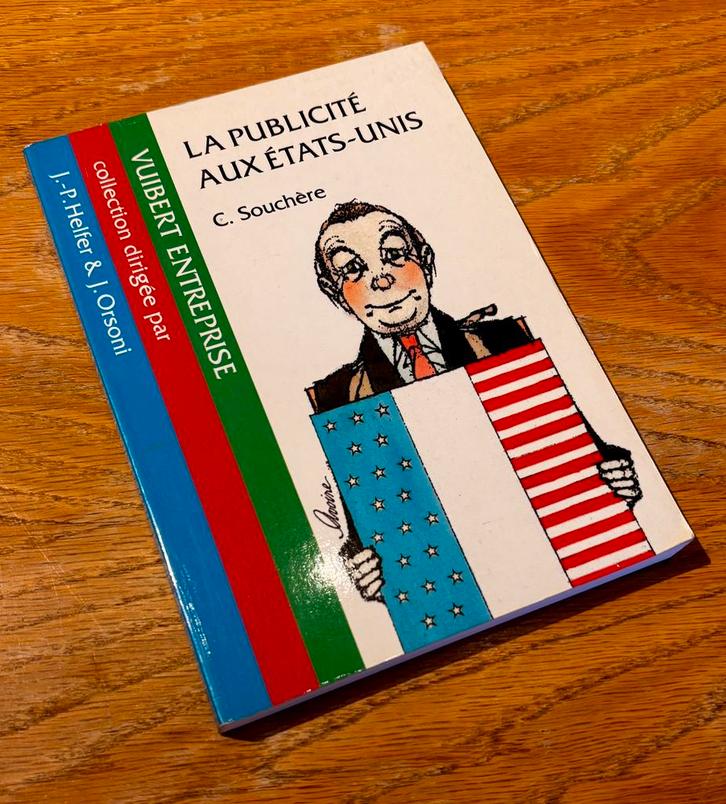 LA PUBLICITÉ
AUX ÉTATS-UNIS
C. Souchère
VUIBERT ENTREPRISE
collection dirigée par
J.-P. Helfer & J. Orsoni